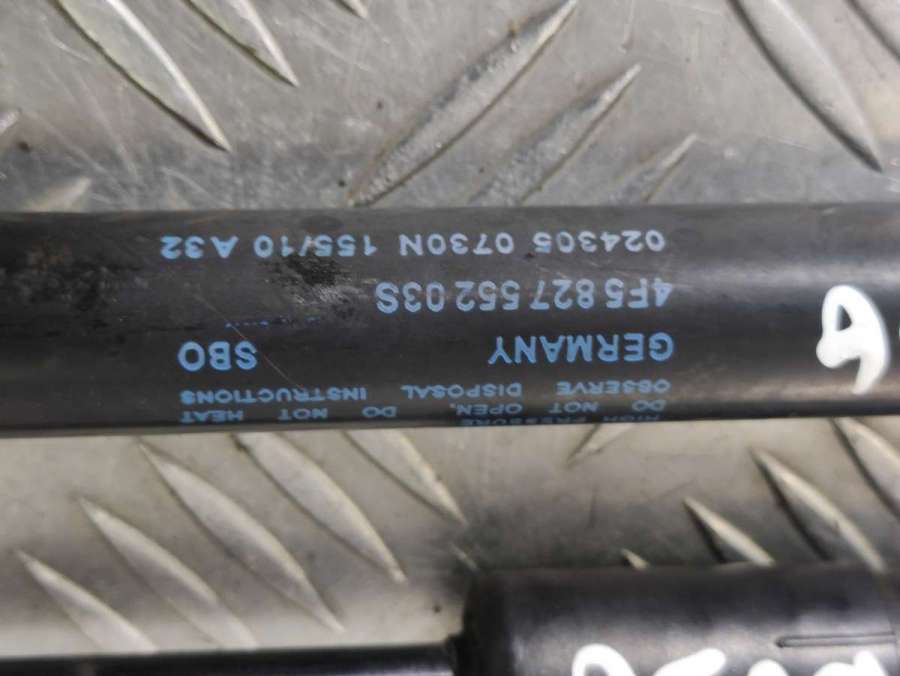 HIGH PRESSURE
DO NOT OPEN. DO NOT HEAT
OBSERVE DISPOSAL INSTRUCTIONS
GERMANY SBO
4F5 827 552 03S
024305 0730N 155/10 A32